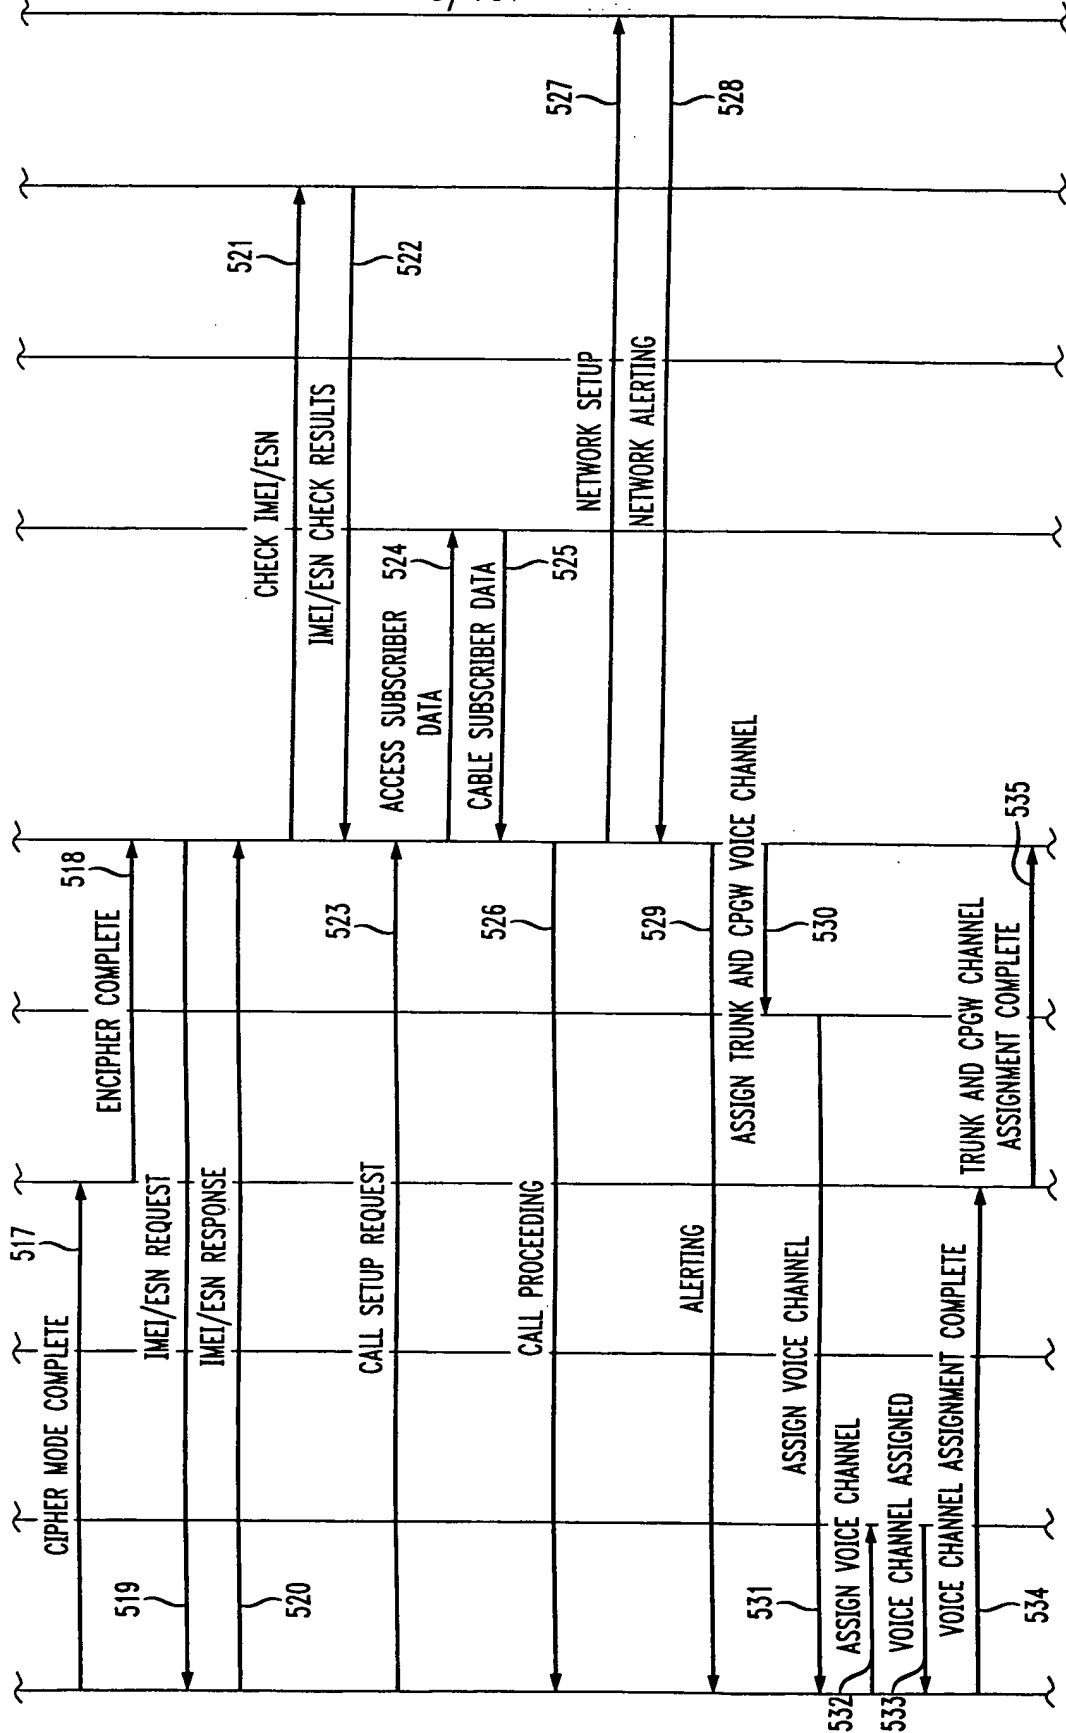 CIPHER MODE COMPLETE
517
ENCIPHER COMPLETE
518
IMEI/ESN REQUEST
519
IMEI/ESN RESPONSE
520
CHECK IMEI/ESN
521
IMEI/ESN CHECK RESULTS
522
CALL SETUP REQUEST
523
ACCESS SUBSCRIBER
DATA
524
CABLE SUBSCRIBER DATA
525
CALL PROCEEDING
526
NETWORK SETUP
527
NETWORK ALERTING
528
ALERTING
529
ASSIGN TRUNK AND CPGW VOICE CHANNEL
530
ASSIGN VOICE CHANNEL
531
ASSIGN VOICE CHANNEL
532
VOICE CHANNEL ASSIGNED
533
VOICE CHANNEL ASSIGNMENT COMPLETE
534
TRUNK AND CPGW CHANNEL
ASSIGNMENT COMPLETE
535